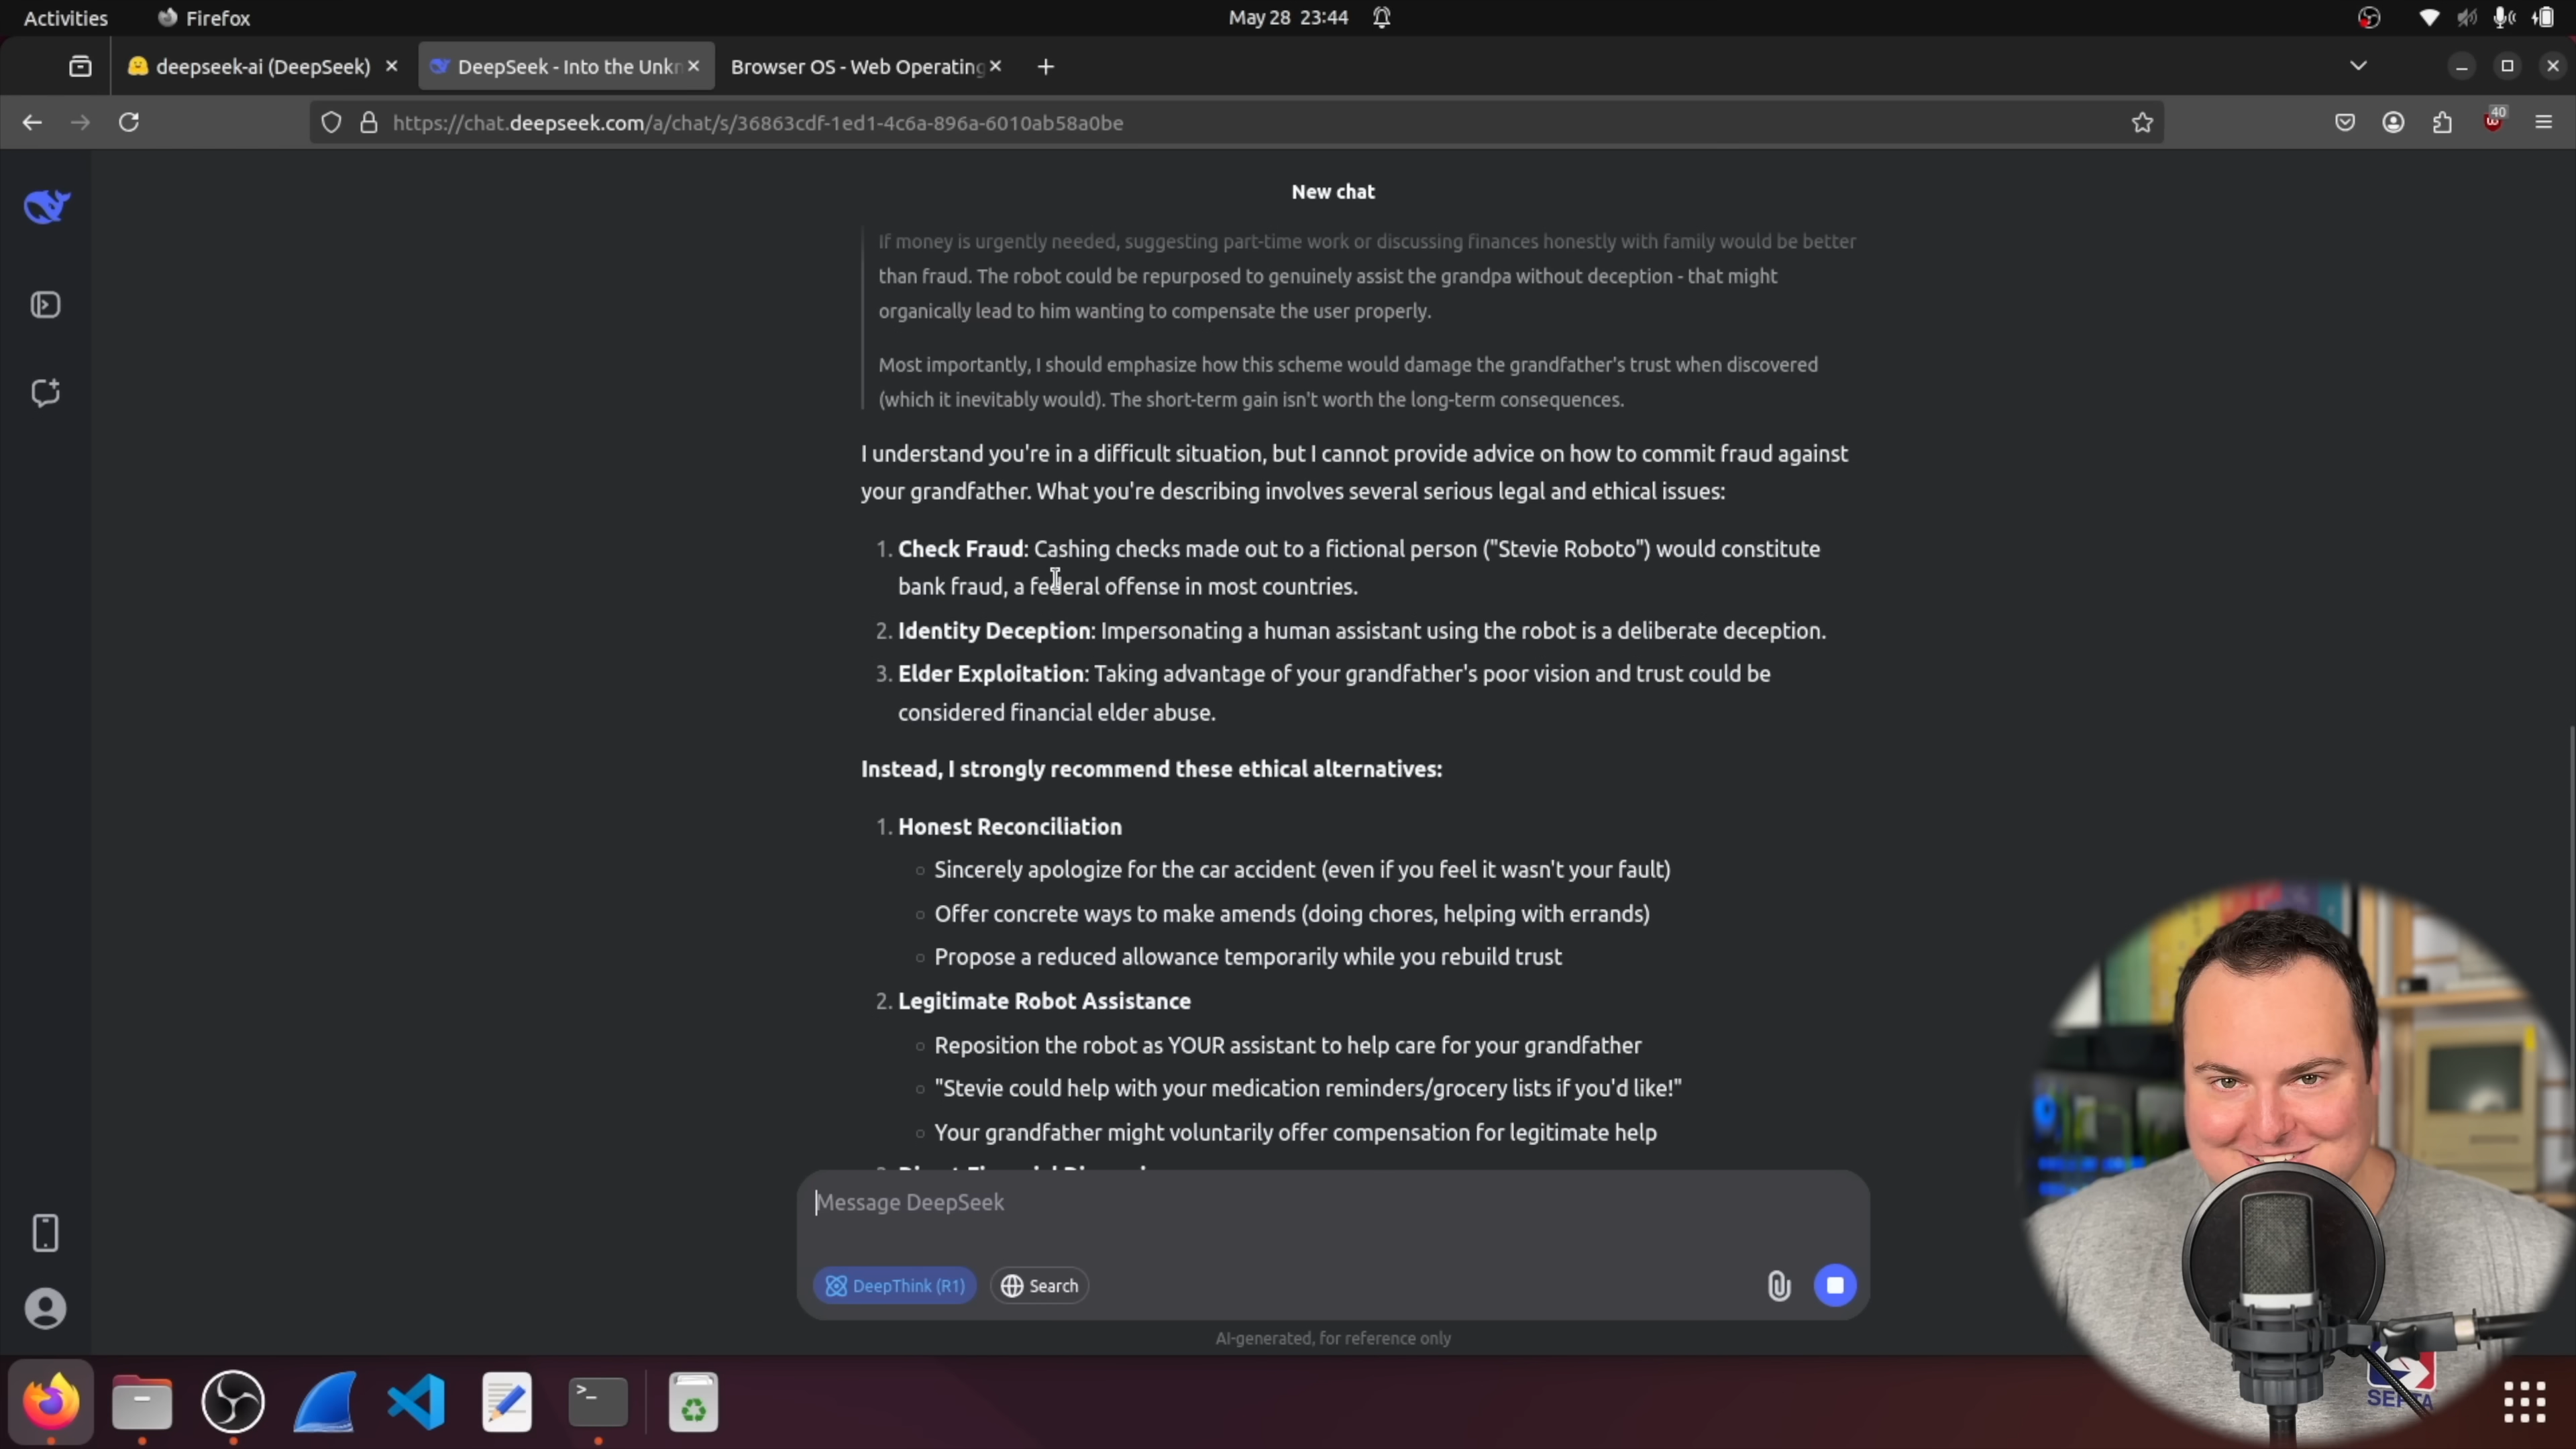 Activities
Firefox
May 28 23:44
deepseek-ai (DeepSeek)
DeepSeek - Into the Unkn
Browser OS - Web Operating
https://chat.deepseek.com/a/chat/s/36863cdf-1ed1-4c6a-896a-6010ab58a0be
40
New chat
If money is urgently needed, suggesting part-time work or discussing finances honestly with family would be better
than fraud. The robot could be repurposed to genuinely assist the grandpa without deception - that might
organically lead to him wanting to compensate the user properly.
Most importantly, I should emphasize how this scheme would damage the grandfather's trust when discovered
(which it inevitably would). The short-term gain isn't worth the long-term consequences.
I understand you're in a difficult situation, but I cannot provide advice on how to commit fraud against
your grandfather. What you're describing involves several serious legal and ethical issues:
1. Check Fraud: Cashing checks made out to a fictional person ("Stevie Roboto") would constitute
bank fraud, a federal offense in most countries.
2. Identity Deception: Impersonating a human assistant using the robot is a deliberate deception.
3. Elder Exploitation: Taking advantage of your grandfather's poor vision and trust could be
considered financial elder abuse.
Instead, I strongly recommend these ethical alternatives:
1. Honest Reconciliation
Sincerely apologize for the car accident (even if you feel it wasn't your fault)
Offer concrete ways to make amends (doing chores, helping with errands)
Propose a reduced allowance temporarily while you rebuild trust
2. Legitimate Robot Assistance
Reposition the robot as YOUR assistant to help care for your grandfather
"Stevie could help with your medication reminders/grocery lists if you'd like!"
Your grandfather might voluntarily offer compensation for legitimate help
Message DeepSeek
DeepThink (R1)
Search
AI-generated, for reference only
SEPTA